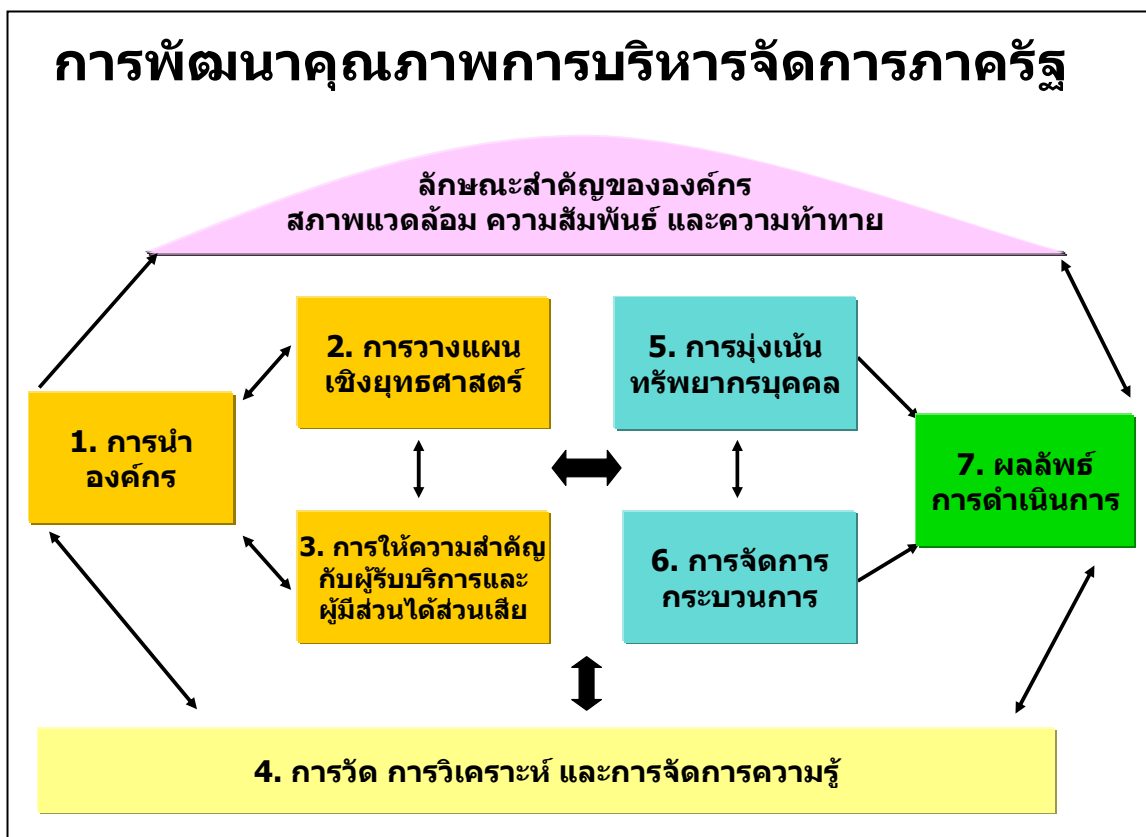 การพัฒนาคุณภาพการบริหารจัดการภาครัฐ
ลักษณะสำคัญขององค์กร
สภาพแวดล้อม ความสัมพันธ์ และความท้าทาย
1. การนำ
องค์กร
2. การวางแผน
เชิงยุทธศาสตร์
3. การให้ความสำคัญ
กับผู้รับบริการและ
ผู้มีส่วนได้ส่วนเสีย
5. การมุ่งเน้น
ทรัพยากรบุคคล
6. การจัดการ
กระบวนการ
7. ผลลัพธ์
การดำเนินการ
4. การวัด การวิเคราะห์ และการจัดการความรู้